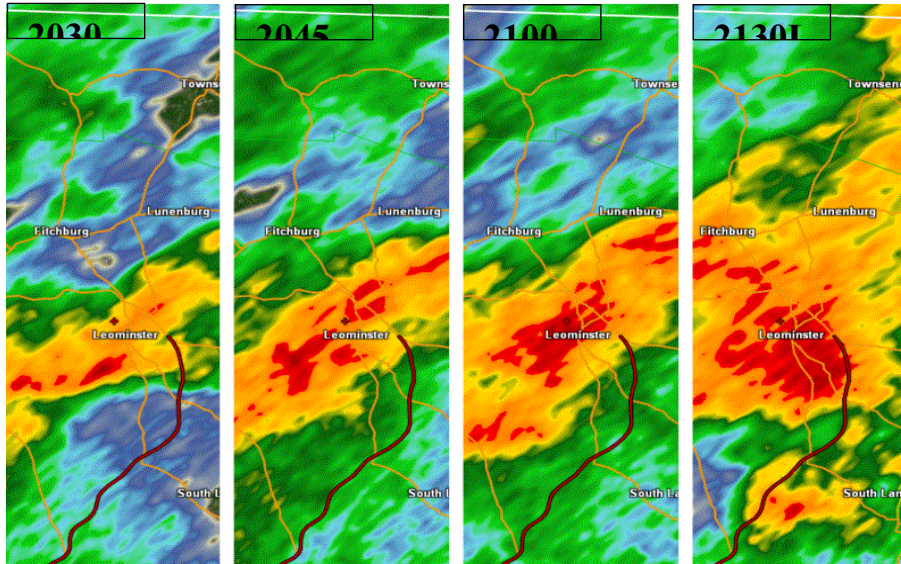 2030
Townse
Lunenburg
Fitchburg
Leominster
South L
2045
Townse
Lunenburg
Fitchburg
Leominster
South La
2100
Townsen
Lunenburg
Fitchburg
Leominster
South La
2130L
Townsend
Lunenburg
Fitchburg
Leominster
South Lan